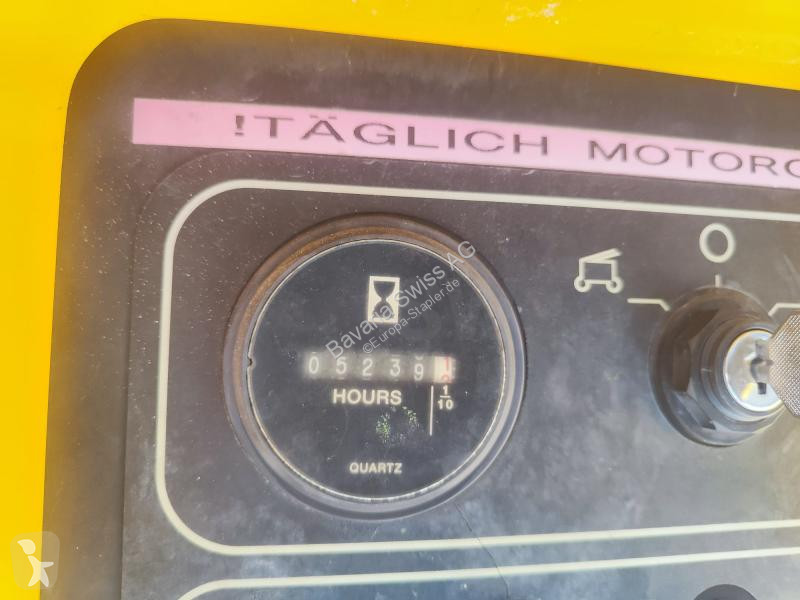 !TÄGLICH MOTORO
05239
HOURS
1/10
QUARTZ
Bavaria Swiss AG
©Europa-Stapler.de